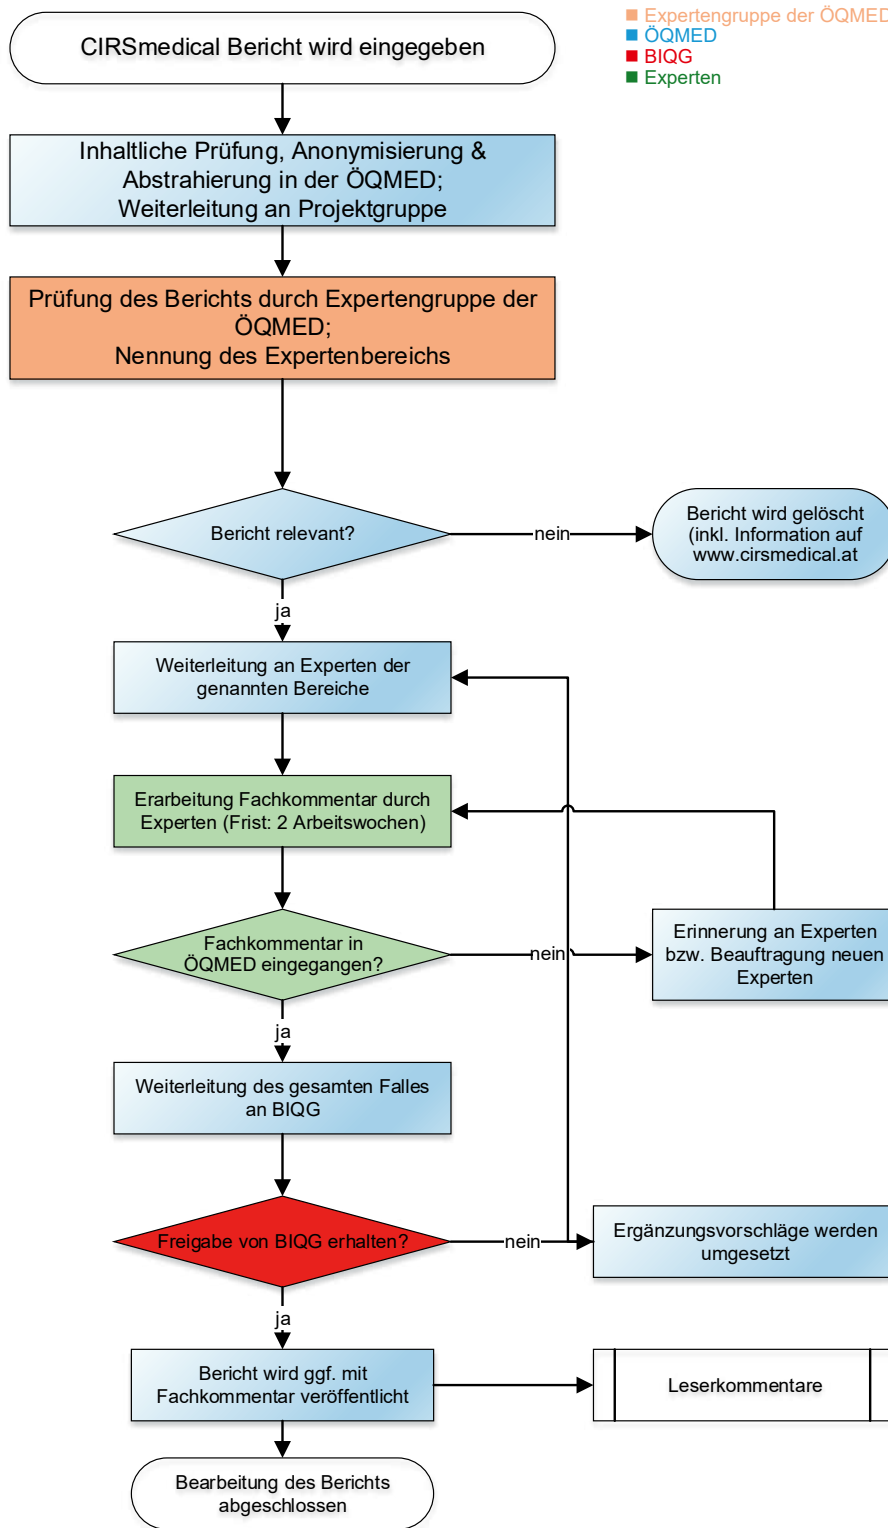 CIRSmedical Bericht wird eingegeben
Expertengruppe der ÖQMED
ÖQMED
BIQG
Experten
Inhaltliche Prüfung, Anonymisierung &
Abstrahierung in der ÖQMED;
Weiterleitung an Projektgruppe
Prüfung des Berichts durch Expertengruppe der
ÖQMED;
Nennung des Expertenbereichs
Bericht relevant?
nein
Bericht wird gelöscht
(inkl. Information auf
www.cirsmedical.at
ja
Weiterleitung an Experten der
genannten Bereiche
Erarbeitung Fachkommentar durch
Experten (Frist: 2 Arbeitswochen)
Fachkommentar in
ÖQMED eingegangen?
nein
Erinnerung an Experten
bzw. Beauftragung neuen
Experten
ja
Weiterleitung des gesamten Falles
an BIQG
Freigabe von BIQG erhalten?
nein
Ergänzungsvorschläge werden
umgesetzt
ja
Bericht wird ggf. mit
Fachkommentar veröffentlicht
Leserkommentare
Bearbeitung des Berichts
abgeschlossen